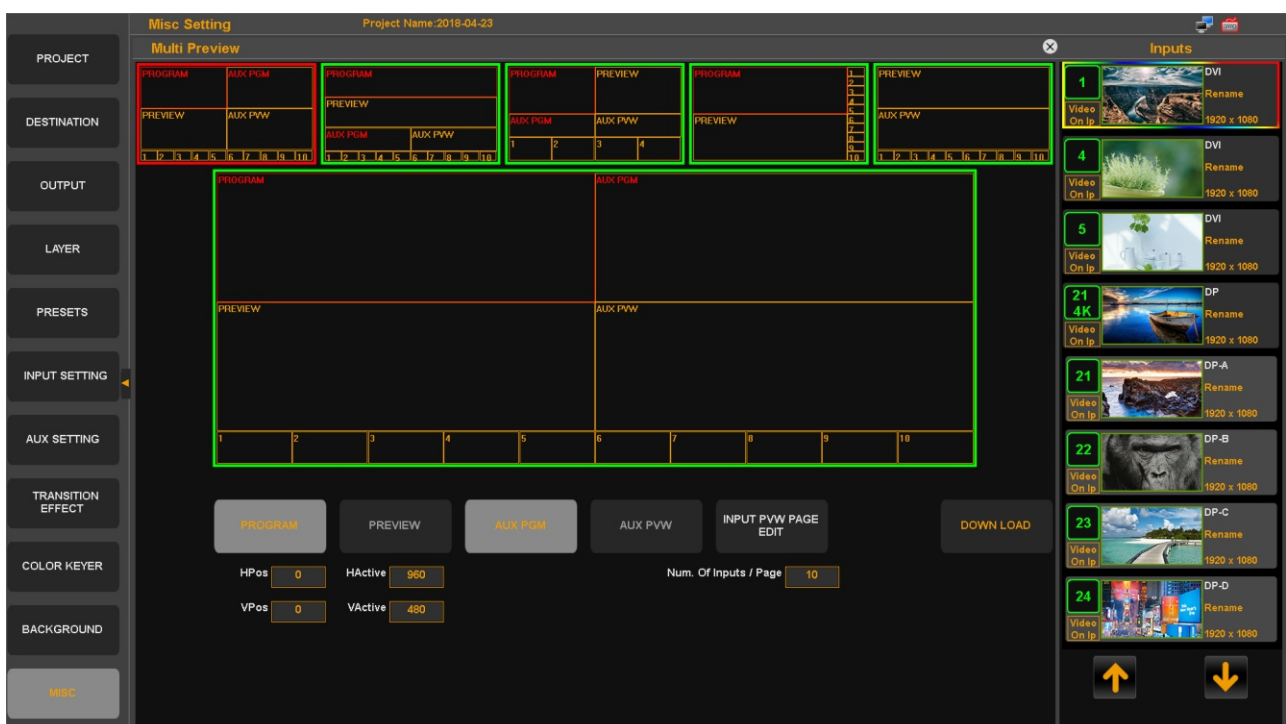 Misc Setting
Project Name:2018-04-23
PROJECT
DESTINATION
OUTPUT
LAYER
PRESETS
INPUT SETTING
AUX SETTING
TRANSITION
EFFECT
COLOR KEYER
BACKGROUND
MISC
Multi Preview
PROGRAM
AUX PGM
PREVIEW
AUX PVW
1 2 3 4 5 6 7 8 9 10
PROGRAM
PREVIEW
AUX PGM
AUX PVW
1 2 3 4 5 6 7 8 9 10
PROGRAM
PREVIEW
AUX PGM
AUX PVW
1 2 3 4
PROGRAM
PREVIEW
1
2
3
4
5
6
7
8
9
10
PREVIEW
AUX PVW
1 2 3 4 5 6 7 8 9 10
PROGRAM
AUX PGM
PREVIEW
AUX PVW
1 2 3 4 5 6 7 8 9 10
PROGRAM
PREVIEW
AUX PGM
AUX PVW
INPUT PVW PAGE
EDIT
DOWN LOAD
HPos 0
HActive 960
Num. Of Inputs / Page 10
VPos 0
VActive 480
Inputs
1
Video
On Ip
DVI
Rename
1920 x 1080
4
Video
On Ip
DVI
Rename
1920 x 1080
5
Video
On Ip
DVI
Rename
1920 x 1080
21
4K
Video
On Ip
DP
Rename
1920 x 1080
21
Video
On Ip
DP-A
Rename
1920 x 1080
22
Video
On Ip
DP-B
Rename
1920 x 1080
23
Video
On Ip
DP-C
Rename
1920 x 1080
24
Video
On Ip
DP-D
Rename
1920 x 1080